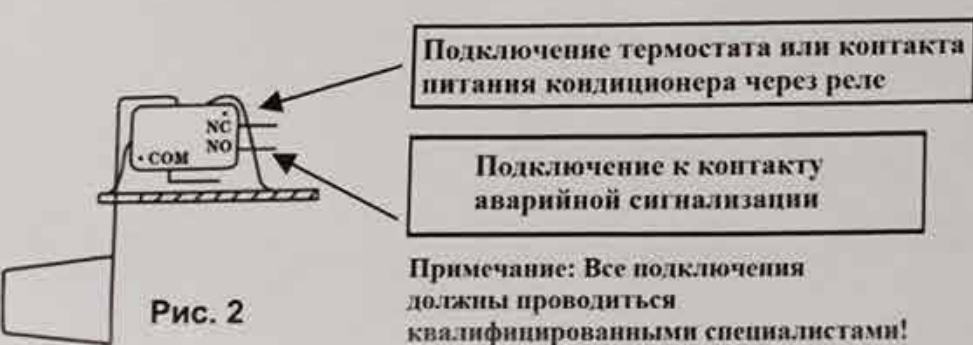 Подключение термостата или контакта
питания кондиционера через реле
NC
NO
COM
Подключение к контакту
аварийной сигнализации
Примечание: Все подключения
должны проводиться
квалифицированными специалистами!
Рис. 2